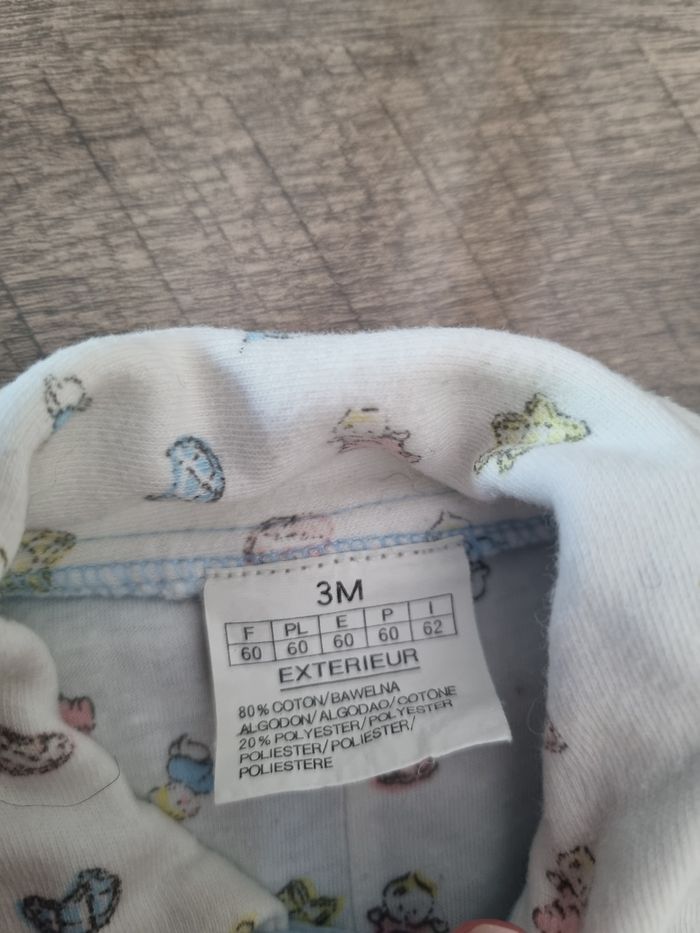 3M
F PL E P I
60 60 60 60 62
EXTERIEUR
80% COTON/BAWELNA
ALGODON/ALGODAO/COTONE
20% POLYESTER/POLYESTER
POLIESTER/POLIESTER/
POLIESTERE